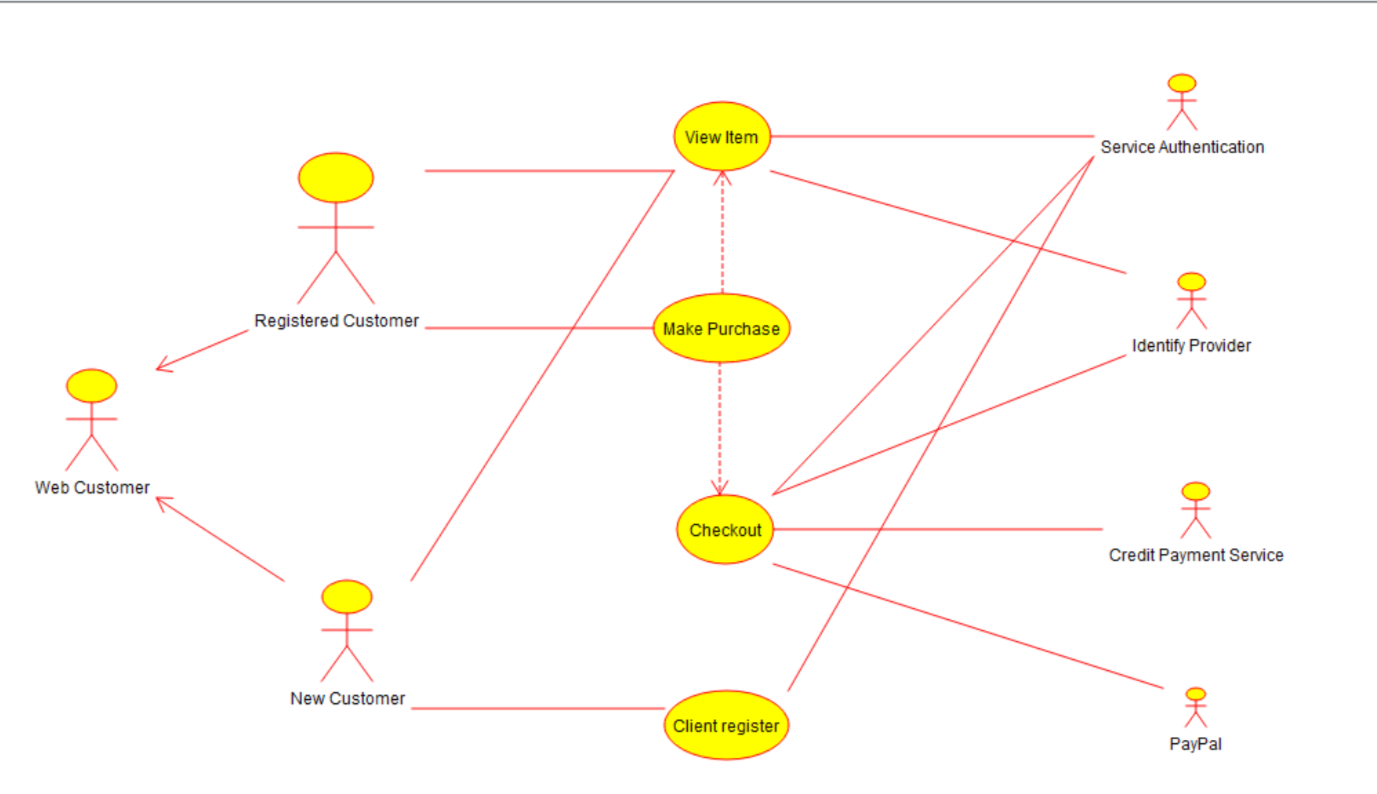 View Item
Service Authentication
Registered Customer
Make Purchase
Identify Provider
Web Customer
Checkout
Credit Payment Service
New Customer
Client register
PayPal